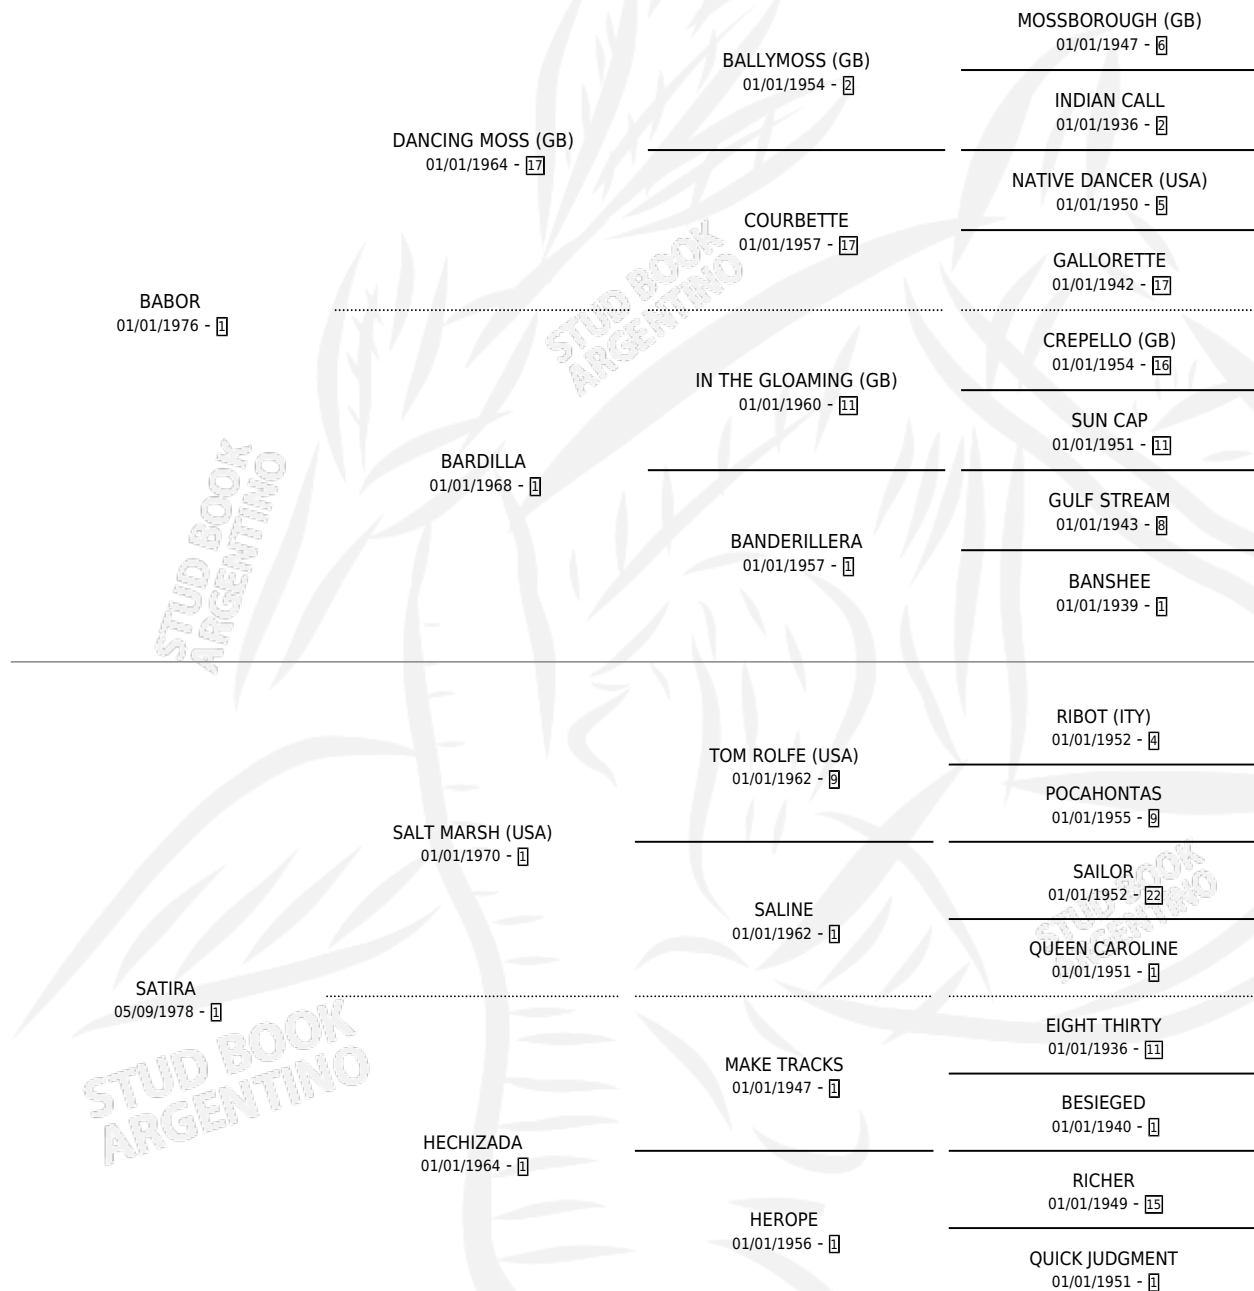 MOSSBOROUGH (GB)
01/01/1947 - 6
BALLYMOSS (GB)
01/01/1954 - 2
INDIAN CALL
01/01/1936 - 2
DANCING MOSS (GB)
01/01/1964 - 17
NATIVE DANCER (USA)
01/01/1950 - 5
COURBETTE
01/01/1957 - 17
GALLORETTE
01/01/1942 - 17
BABOR
01/01/1976 - 1
STUD BOOK
ARGENTINO
CREPELLO (GB)
01/01/1954 - 16
IN THE GLOAMING (GB)
01/01/1960 - 11
SUN CAP
01/01/1951 - 11
BARDILLA
01/01/1968 - 1
GULF STREAM
01/01/1943 - 8
BANDERILLERA
01/01/1957 - 1
BANSHEE
01/01/1939 - 1
STUD BOOK
ARGENTINO
RIBOT (ITY)
01/01/1952 - 4
TOM ROLFE (USA)
01/01/1962 - 9
POCAHONTAS
01/01/1955 - 9
SALT MARSH (USA)
01/01/1970 - 1
SAILOR
01/01/1952 - 22
SALINE
01/01/1962 - 1
STUD BOOK
ARGENTINO
QUEEN CAROLINE
01/01/1951 - 1
SATIRA
05/09/1978 - 1
STUD BOOK
ARGENTINO
EIGHT THIRTY
01/01/1936 - 11
MAKE TRACKS
01/01/1947 - 1
BESIEGED
01/01/1940 - 1
HECHIZADA
01/01/1964 - 1
RICHER
01/01/1949 - 15
HEROPE
01/01/1956 - 1
QUICK JUDGMENT
01/01/1951 - 1